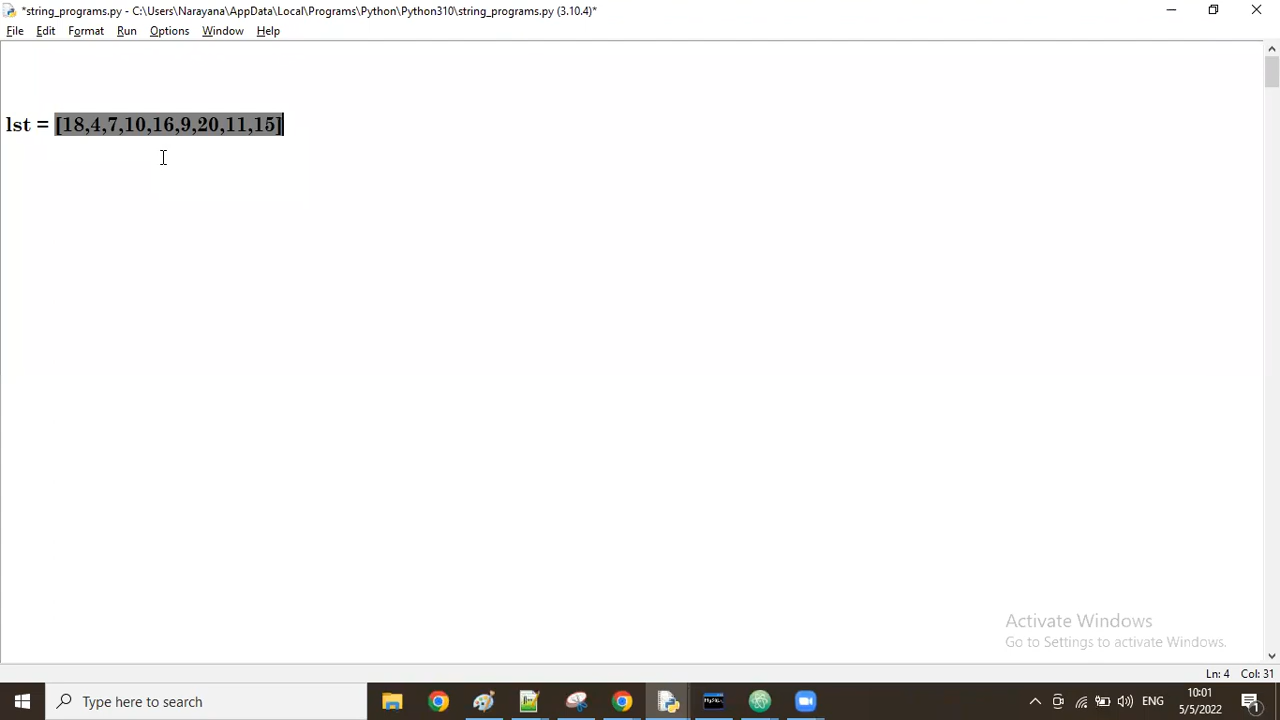 *string_programs.py - C:\Users\Narayana\AppData\Local\Programs\Python\Python310\string_programs.py (3.10.4)*
File Edit Format Run Options Window Help
lst = [18,4,7,10,16,9,20,11,15]
Activate Windows
Go to Settings to activate Windows.
Ln: 4 Col: 31
Type here to search
MySQL
ENG
10:01
5/5/2022
1